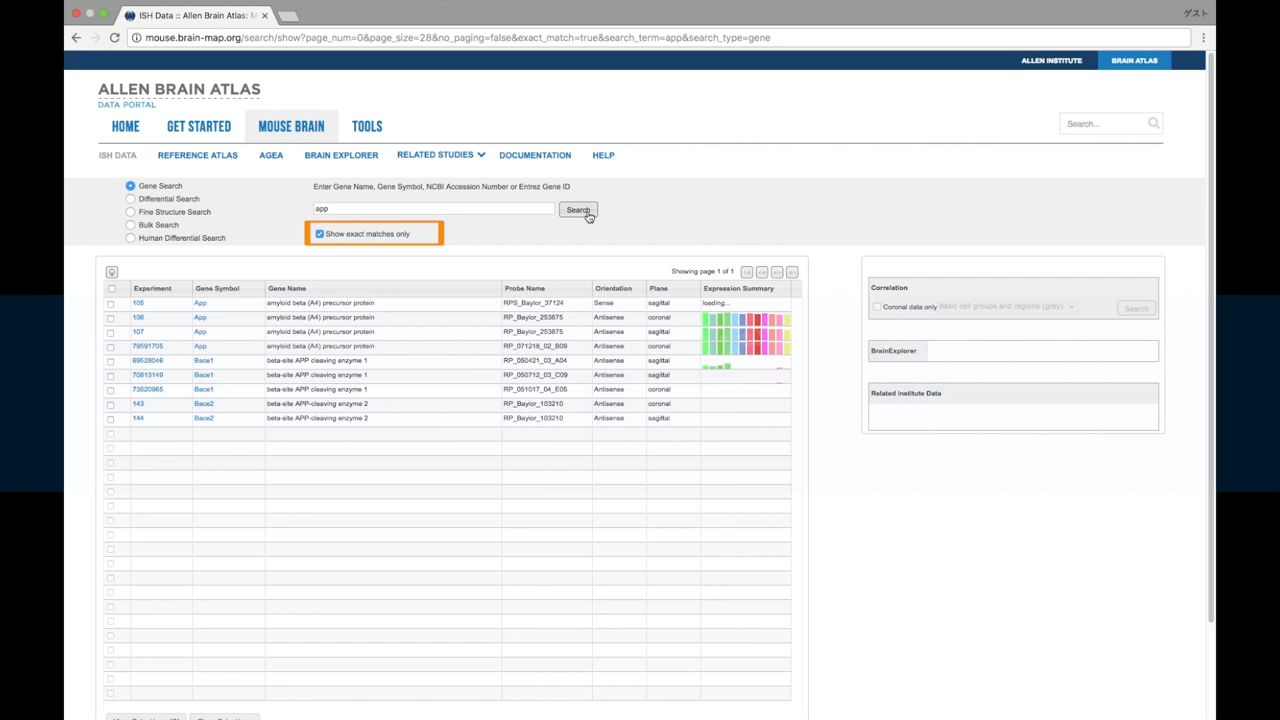 ISH Data :: Allen Brain Atlas: M
ゲスト
mouse.brain-map.org/search/show?page_num=0&page_size=28&no_paging=false&exact_match=true&search_term=app&search_type=gene
ALLEN INSTITUTE BRAIN ATLAS
ALLEN BRAIN ATLAS
DATA PORTAL
HOME GET STARTED MOUSE BRAIN TOOLS
Search...
ISH DATA REFERENCE ATLAS AGEA BRAIN EXPLORER RELATED STUDIES DOCUMENTATION HELP
Gene Search
Differential Search
Fine Structure Search
Bulk Search
Human Differential Search
Enter Gene Name, Gene Symbol, NCBI Accession Number or Entrez Gene ID
app Search
Show exact matches only
Showing page 1 of 1
Experiment Gene Symbol Gene Name Probe Name Orientation Plane Expression Summary
105 App amyloid beta (A4) precursor protein RPS_Baylor_37124 Sense sagittal loading...
106 App amyloid beta (A4) precursor protein RP_Baylor_253875 Antisense coronal
107 App amyloid beta (A4) precursor protein RP_Baylor_253875 Antisense sagittal
79591705 App amyloid beta (A4) precursor protein RP_071218_02_B09 Antisense coronal
69528046 Bace1 beta-site APP cleaving enzyme 1 RP_050421_03_A04 Antisense sagittal
70813149 Bace1 beta-site APP cleaving enzyme 1 RP_050712_03_C09 Antisense sagittal
73520965 Bace1 beta-site APP cleaving enzyme 1 RP_051017_04_E05 Antisense coronal
143 Bace2 beta-site APP-cleaving enzyme 2 RP_Baylor_103210 Antisense coronal
144 Bace2 beta-site APP-cleaving enzyme 2 RP_Baylor_103210 Antisense sagittal
Correlation
Coronal data only Basic cell groups and regions (grey) Search
BrainExplorer
Related Institute Data